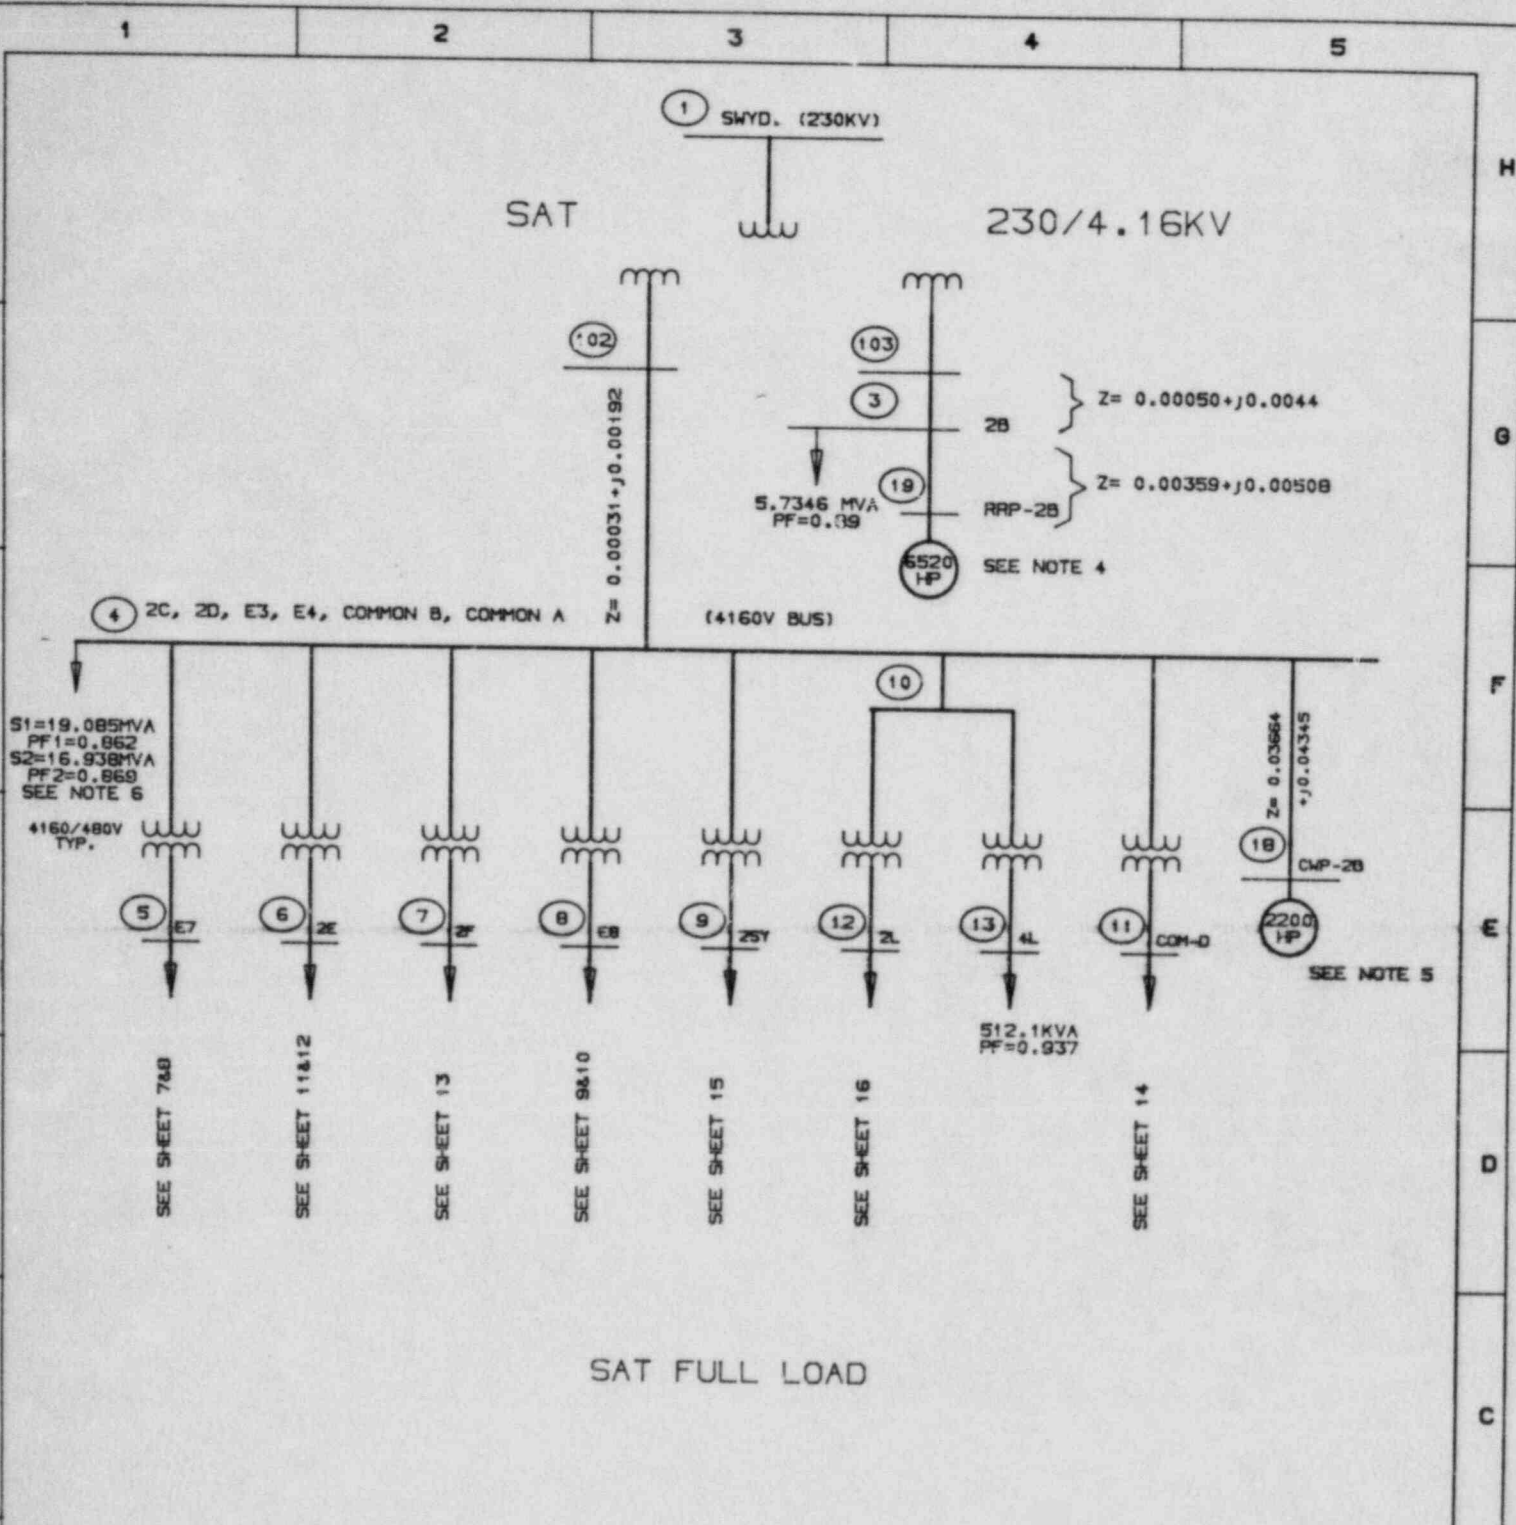 1 2 3 4 5
H
G
F
E
D
C
1 SWYD. (230KV)
SAT 230/4.16KV
102
103
3
2B
Z= 0.00050+j0.0044
19
RRP-2B
Z= 0.00359+j0.00508
5.7346 MVA
6520
HP
SEE NOTE 4
Z= 0.00031+j0.00192
4 2C, 2D, E3, E4, COMMON B, COMMON A
(4160V BUS)
10
S1=19.085MVA
PF1=0.862
S2=16.938MVA
PF2=0.869
SEE NOTE 6
4160/480V
TYP.
Z= 0.03664
+j0.04345
18 CWP-2B
2200
HP
SEE NOTE 5
5 E7
6 2E
7 2F
8 E8
9 2SY
12 2L
13 4L
11 COM-D
512.1KVA
PF=0.937
SEE SHEET 7&8
SEE SHEET 11&12
SEE SHEET 13
SEE SHEET 9&10
SEE SHEET 15
SEE SHEET 16
SEE SHEET 14
SAT FULL LOAD